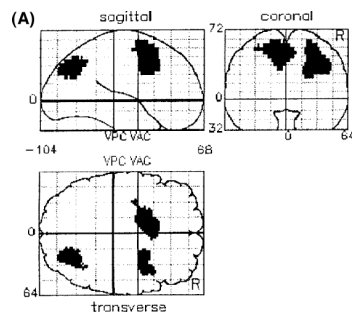 (A)
sagittal
coronal
72
R
0
0
32
VPC VAC
-104
68
0
64
VPC VAC
0
64
R
transverse